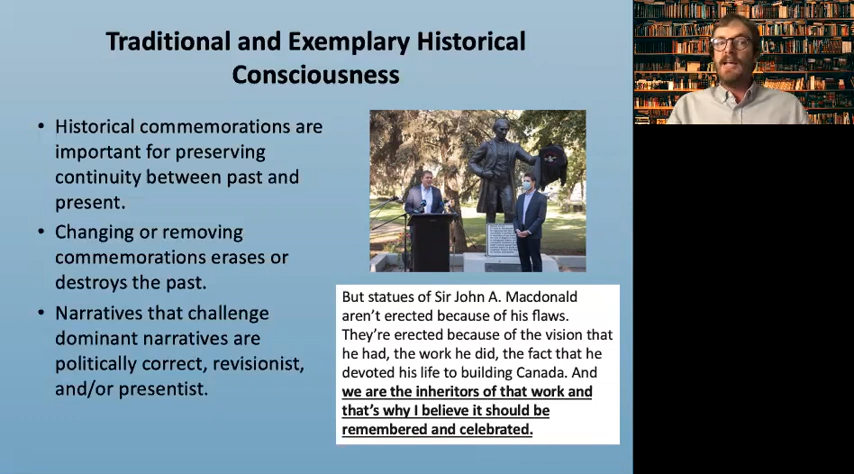 Traditional and Exemplary Historical
Consciousness
• Historical commemorations are
important for preserving
continuity between past and
present.
• Changing or removing
commemorations erases or
destroys the past.
• Narratives that challenge
dominant narratives are
politically correct, revisionist,
and/or presentist.
But statues of Sir John A. Macdonald
aren't erected because of his flaws.
They're erected because of the vision that
he had, the work he did, the fact that he
devoted his life to building Canada. And
we are the inheritors of that work and
that's why I believe it should be
remembered and celebrated.